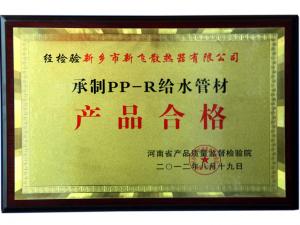 经检验新乡市新飞散热器有限公司
承制PP-R给水管材
产品合格
河南省产品质量监督检验院
二〇一二年八月十九日